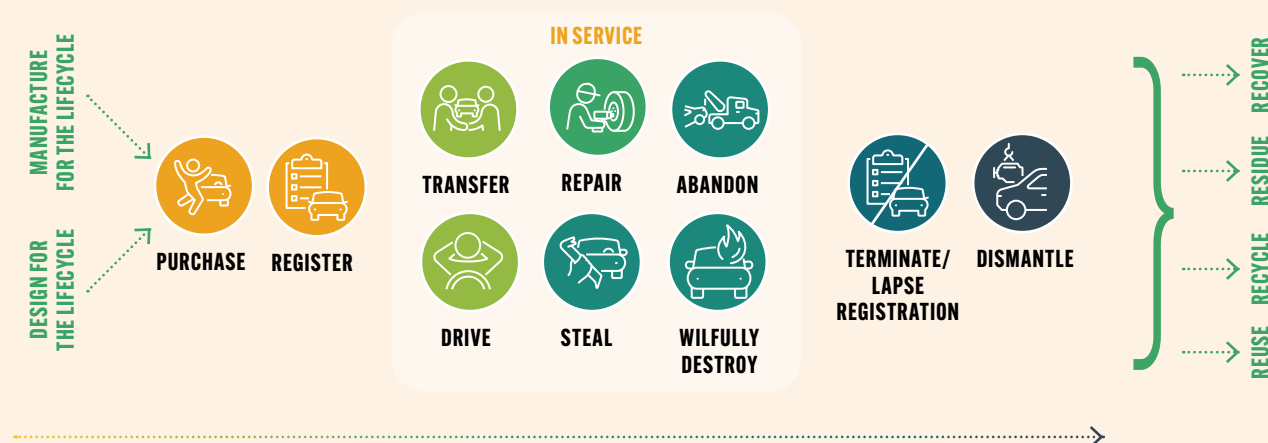 MANUFACTURE
FOR THE LIFECYCLE
DESIGN FOR
THE LIFECYCLE
PURCHASE
REGISTER
IN SERVICE
TRANSFER
REPAIR
ABANDON
DRIVE
STEAL
WILFULLY
DESTROY
TERMINATE/
LAPSE
REGISTRATION
DISMANTLE
RECOVER
RESIDUE
RECYCLE
REUSE